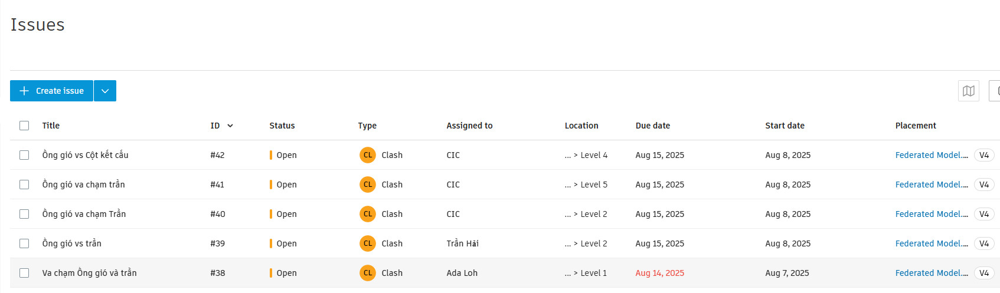 Issues
Create issue
Title ID Status Type Assigned to Location Due date Start date Placement
Ống gió vs Cột kết cấu #42 Open CL Clash CIC ... > Level 4 Aug 15, 2025 Aug 8, 2025 Federated Model.... V4
Ống gió va chạm trần #41 Open CL Clash CIC ... > Level 5 Aug 15, 2025 Aug 8, 2025 Federated Model.... V4
Ống gió va chạm Trần #40 Open CL Clash CIC ... > Level 2 Aug 15, 2025 Aug 8, 2025 Federated Model.... V4
Ống gió vs trần #39 Open CL Clash Trần Hải ... > Level 2 Aug 15, 2025 Aug 8, 2025 Federated Model.... V4
Va chạm Ống gió và trần #38 Open CL Clash Ada Loh ... > Level 1 Aug 14, 2025 Aug 7, 2025 Federated Model.... V4